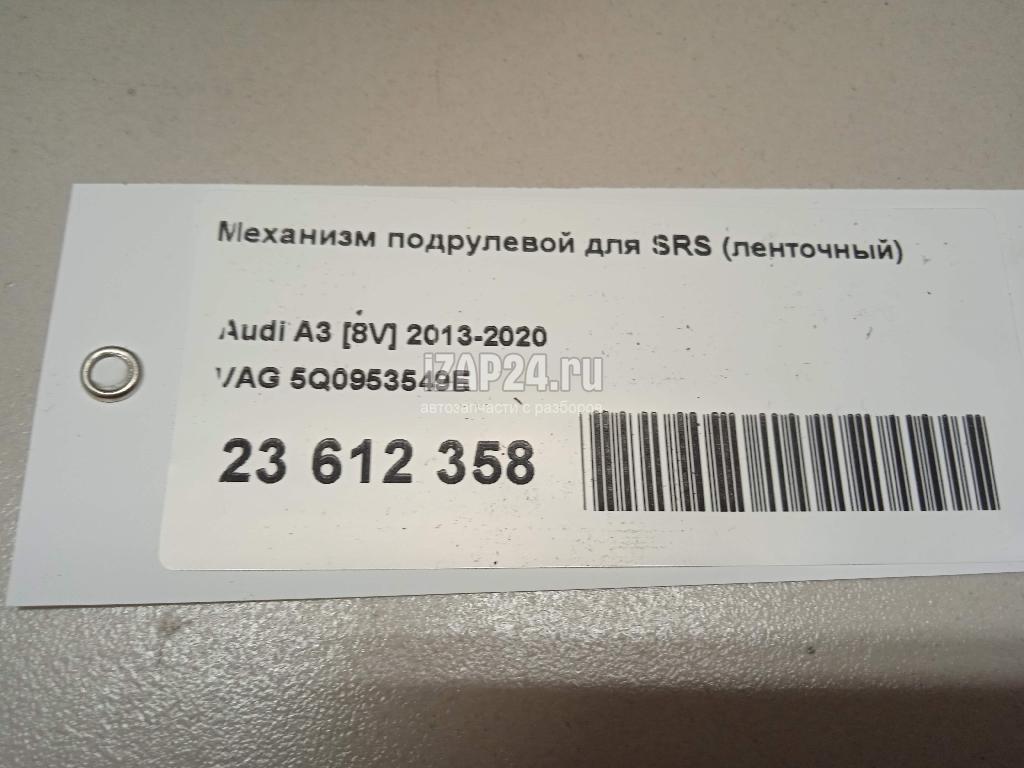 Механизм подрулевой для SRS (ленточный)
Audi A3 [8V] 2013-2020
VAG 5Q0953549E
iZAP24.ru
автозапчасти с разборов
23 612 358